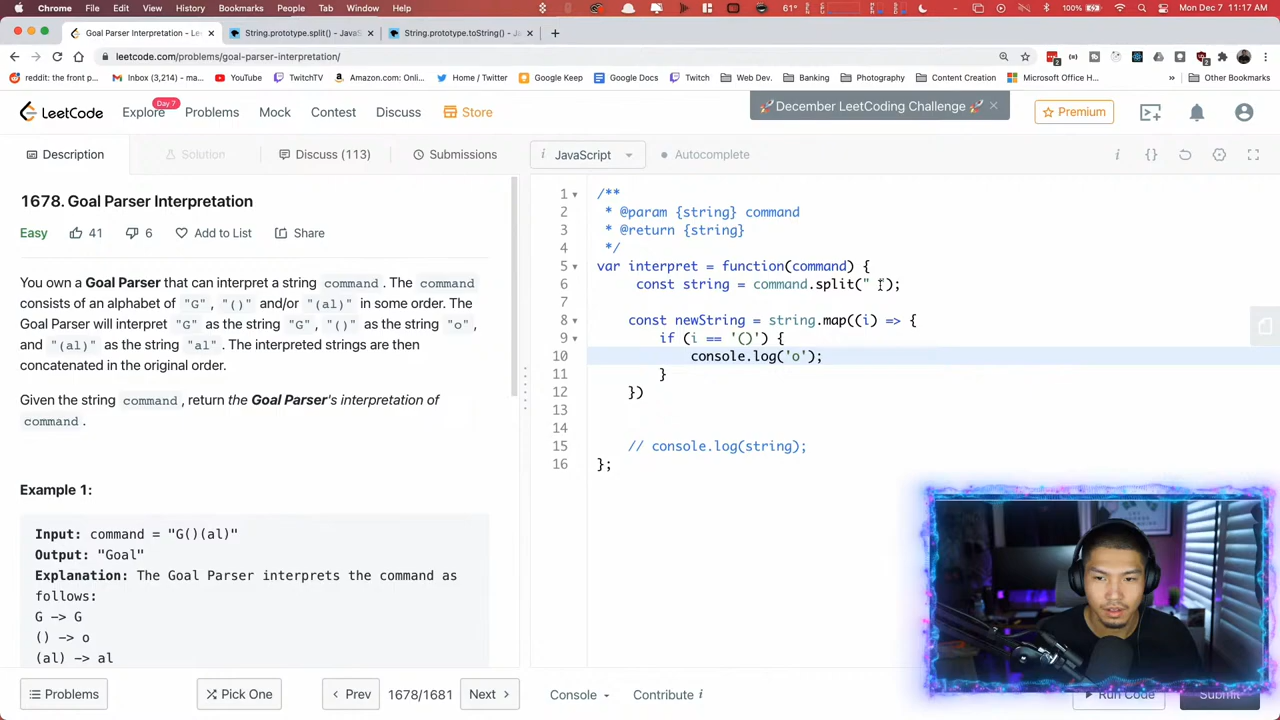 Chrome File Edit View History Bookmarks People Tab Window Help
100% Mon Dec 7 11:17 AM
Goal Parser Interpretation - Le
String.prototype.split() - JavaS
String.prototype.toString() - J
leetcode.com/problems/goal-parser-interpretation/
reddit: the front p... Inbox (3,214) - m... YouTube TwitchTV Amazon.com: Onlin... Home / Twitter Google Keep Google Docs Twitch Web Dev. Banking Photography Content Creation Microsoft Office H... » Other Bookmarks
LeetCode Explore Day 7 Problems Mock Contest Discuss Store
🚀December LeetCoding Challenge 🚀 ×
Premium
Description Solution Discuss (113) Submissions
i JavaScript Autocomplete
1678. Goal Parser Interpretation
Easy 41 6 Add to List Share
You own a Goal Parser that can interpret a string command. The command
consists of an alphabet of "G", "()" and/or "(al)" in some order. The
Goal Parser will interpret "G" as the string "G", "()" as the string "o",
and "(al)" as the string "al". The interpreted strings are then
concatenated in the original order.
Given the string command, return the Goal Parser's interpretation of
command.
Example 1:
Input: command = "G()(al)"
Output: "Goal"
Explanation: The Goal Parser interprets the command as
follows:
G -> G
() -> o
(al) -> al
1 /**
2 * @param {string} command
3 * @return {string}
4 */
5 var interpret = function(command) {
6 const string = command.split(" ");
7
8 const newString = string.map((i) => {
9 if (i == '()') {
10 console.log('o');
11 }
12 })
13
14
15 // console.log(string);
16 };
Problems Pick One Prev 1678/1681 Next Console Contribute i Run Code Submit